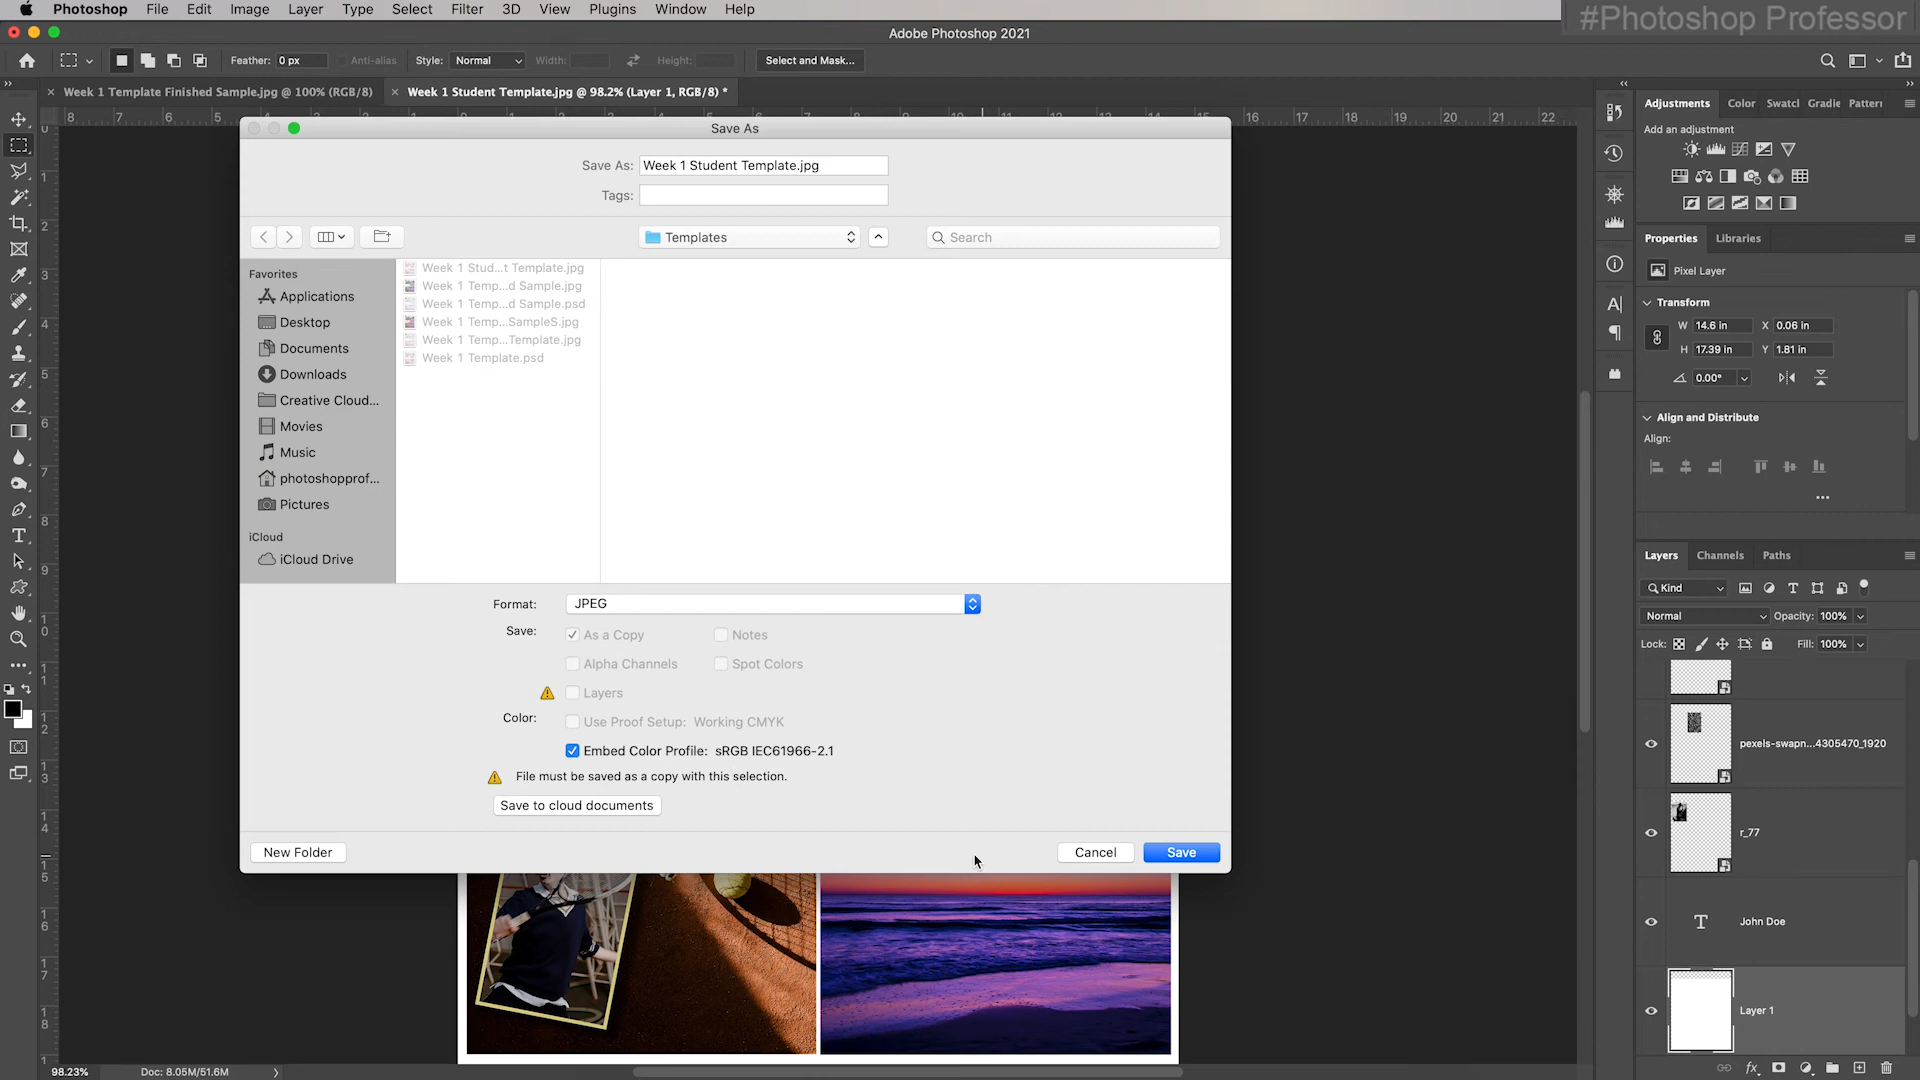 Photoshop File Edit Image Layer Type Select Filter 3D View Plugins Window Help
#Photoshop Professor
Adobe Photoshop 2021
Feather: 0 px Anti-alias Style: Normal Width: Height: Select and Mask...
Week 1 Template Finished Sample.jpg @ 100% (RGB/8) Week 1 Student Template.jpg @ 98.2% (Layer 1, RGB/8) *
Save As
Save As: Week 1 Student Template.jpg
Tags:
Templates
Search
Favorites
Applications
Desktop
Documents
Downloads
Creative Cloud...
Movies
Music
photoshopprof...
Pictures
iCloud
iCloud Drive
Week 1 Stud...t Template.jpg
Week 1 Temp...d Sample.jpg
Week 1 Temp...d Sample.psd
Week 1 Temp...SampleS.jpg
Week 1 Temp...Template.jpg
Week 1 Template.psd
Format: JPEG
Save: As a Copy Notes
Alpha Channels Spot Colors
Layers
Color: Use Proof Setup: Working CMYK
Embed Color Profile: sRGB IEC61966-2.1
File must be saved as a copy with this selection.
Save to cloud documents
New Folder Cancel Save
Adjustments Color Swatcl Gradie Patteri
Add an adjustment
Properties Libraries
Pixel Layer
Transform
W 14.6 in X 0.06 in
H 17.39 in Y 1.81 in
0.00°
Align and Distribute
Align:
Layers Channels Paths
Kind
Normal Opacity: 100%
Lock: Fill: 100%
pexels-swapn...4305470_1920
r_77
John Doe
Layer 1
98.23% Doc: 8.05M/51.6M